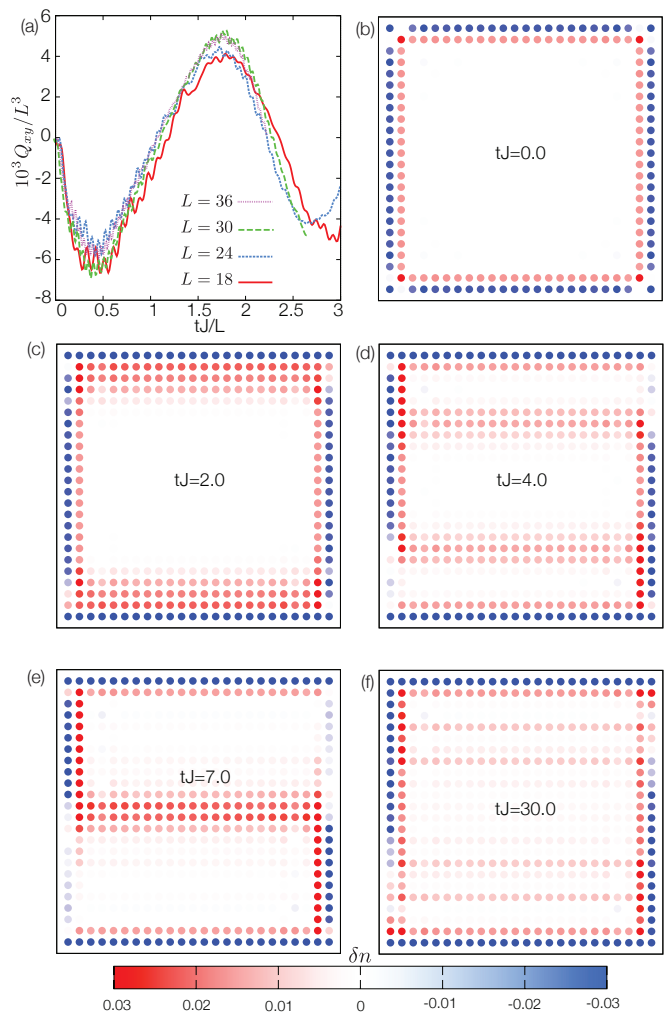 (a)
6
4
2
0
-2
-4
-6
-8
10³Q_xy/L³
L = 36
L = 30
L = 24
L = 18
0 0.5 1 1.5 2 2.5 3
tJ/L
(b)
tJ=0.0
(c)
tJ=2.0
(d)
tJ=4.0
(e)
tJ=7.0
(f)
tJ=30.0
δn
0.03 0.02 0.01 0 -0.01 -0.02 -0.03